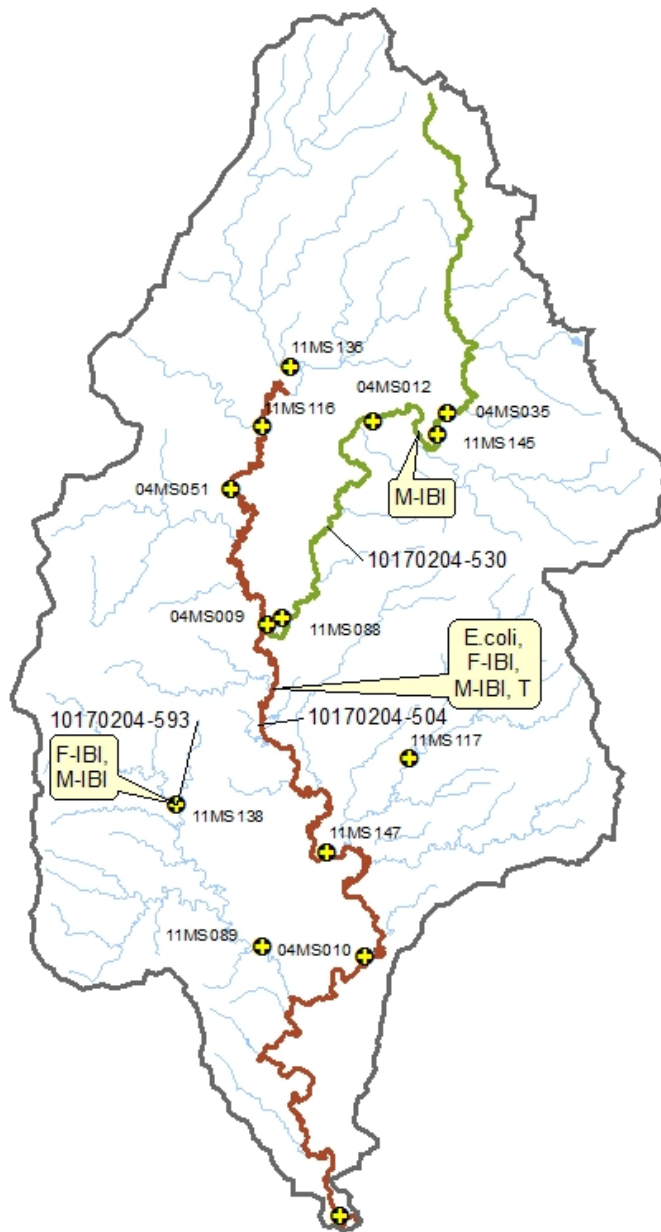 11MS136
04MS012
11MS116
04MS035
11MS145
M-IBI
04MS051
10170204-530
04MS009
11MS088
E.coli,
F-IBI,
M-IBI, T
10170204-593
10170204-504
F-IBI,
M-IBI
11MS117
11MS138
11MS147
11MS089
04MS010